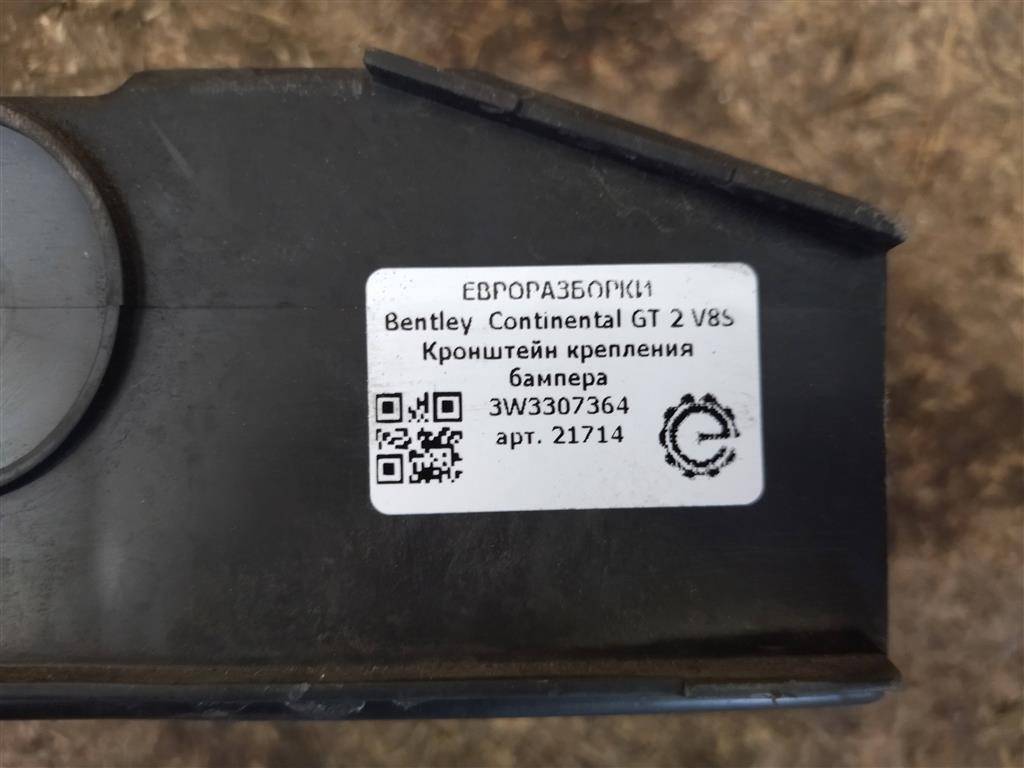 ЕВРОРАЗБОРКИ
Bentley Continental GT 2 V8S
Кронштейн крепления
бампера
3W3307364
арт. 21714